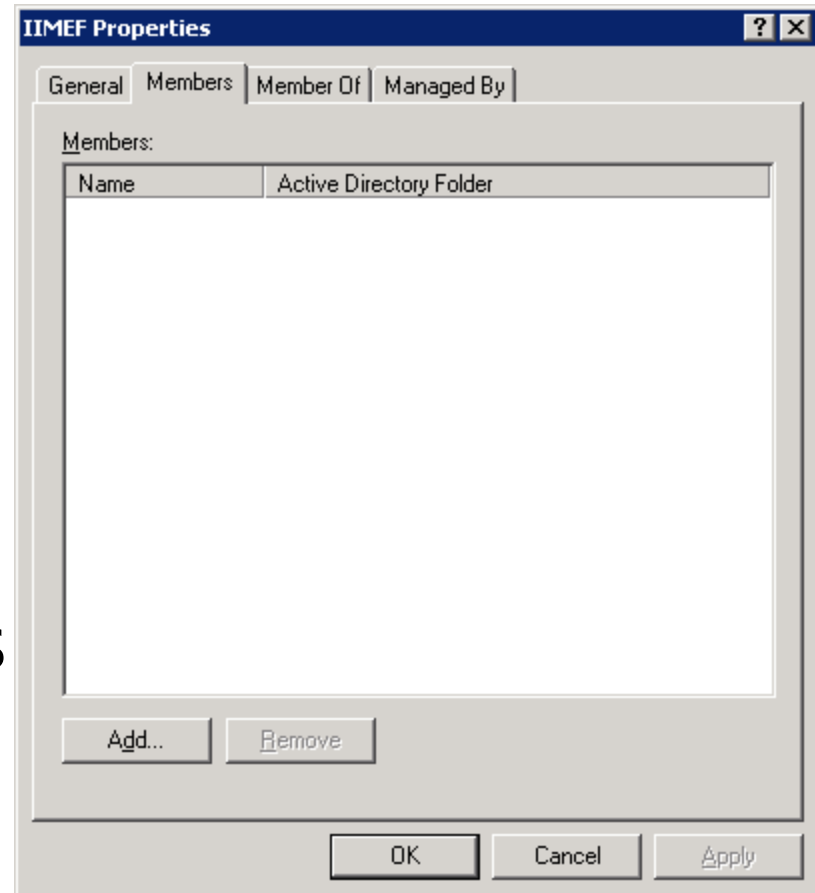 IIMEF Properties
General Members Member Of Managed By
Members:
Name Active Directory Folder
Add... Remove
OK Cancel Apply